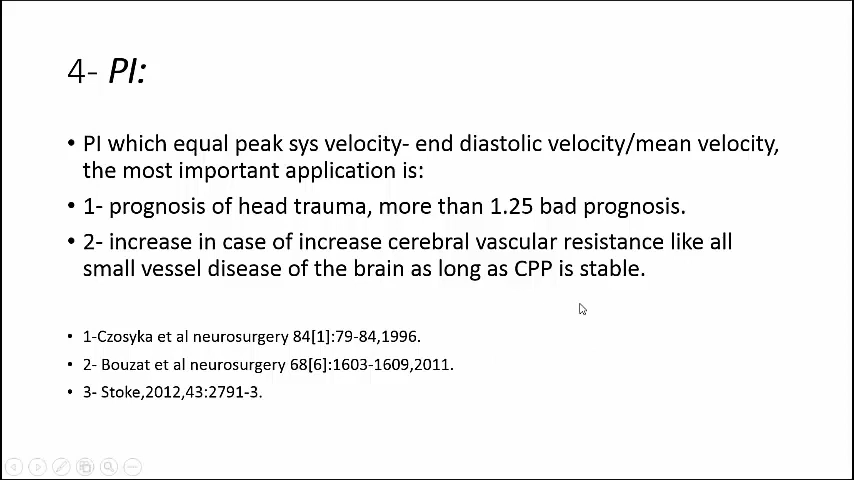 4- PI:
• PI which equal peak sys velocity- end diastolic velocity/mean velocity,
the most important application is:
• 1- prognosis of head trauma, more than 1.25 bad prognosis.
• 2- increase in case of increase cerebral vascular resistance like all
small vessel disease of the brain as long as CPP is stable.
• 1-Czosyka et al neurosurgery 84[1]:79-84,1996.
• 2- Bouzat et al neurosurgery 68[6]:1603-1609,2011.
• 3- Stoke,2012,43:2791-3.